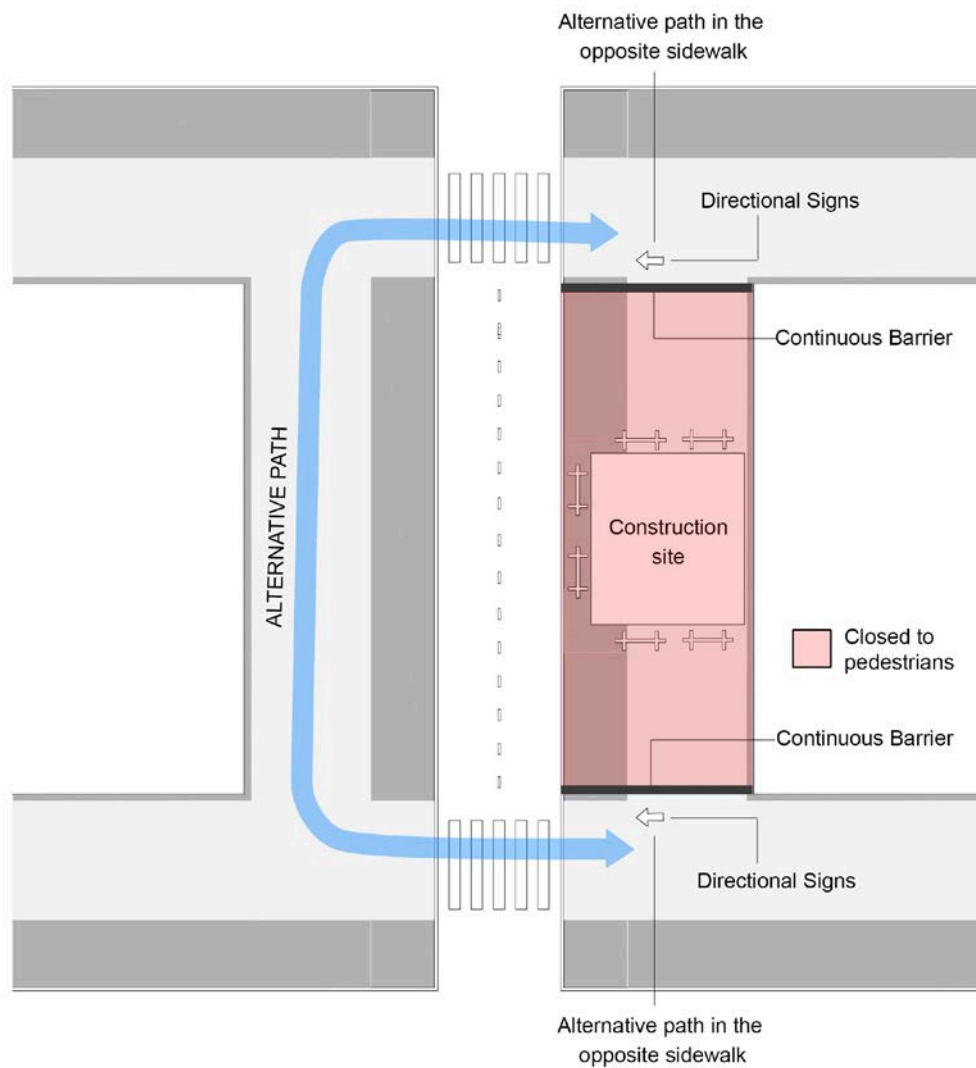 Alternative path in the
opposite sidewalk
Directional Signs
Continuous Barrier
ALTERNATIVE PATH
Construction
site
Closed to
pedestrians
Continuous Barrier
Directional Signs
Alternative path in the
opposite sidewalk